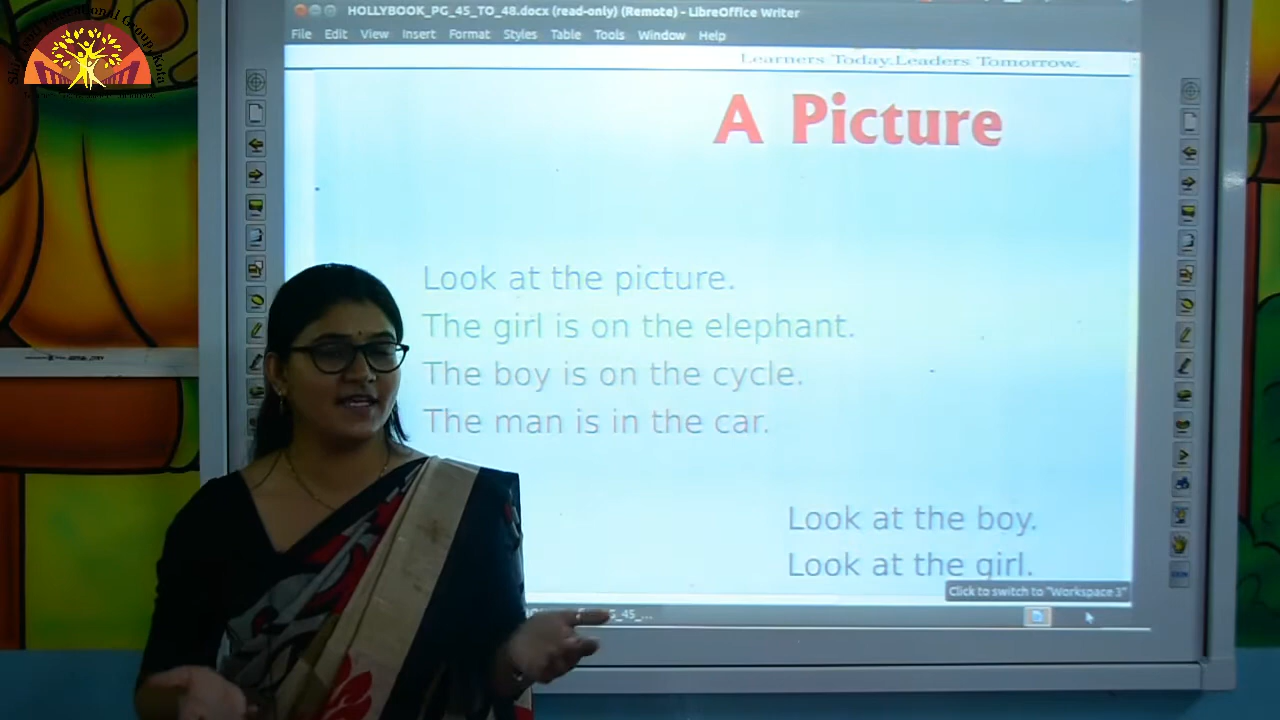 HOLLYBOOK_PG_45_TO_48.docx (read-only) (Remote) - LibreOffice Writer
File Edit View Insert Format Styles Table Tools Window Help
Learners Today.Leaders Tomorrow.
A Picture
Look at the picture.
The girl is on the elephant.
The boy is on the cycle.
The man is in the car.
Look at the boy.
Look at the girl.
Click to switch to "Workspace 3"